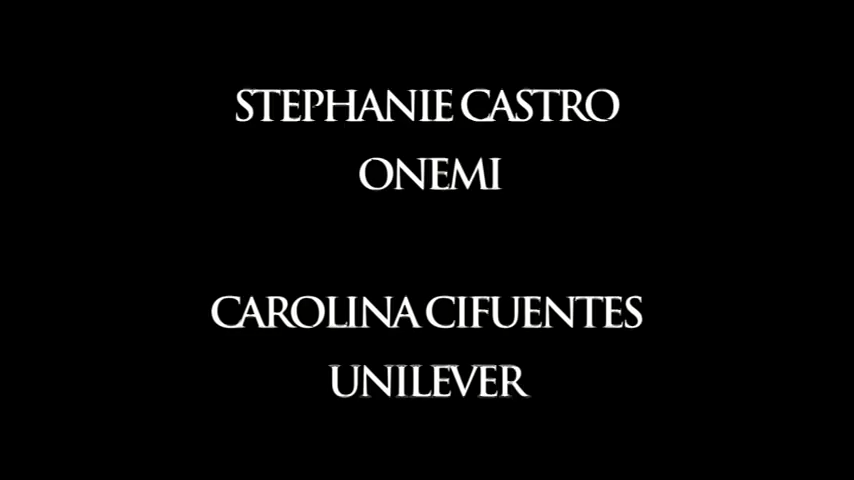 STEPHANIE CASTRO
ONEMI
CAROLINA CIFUENTES
UNILEVER